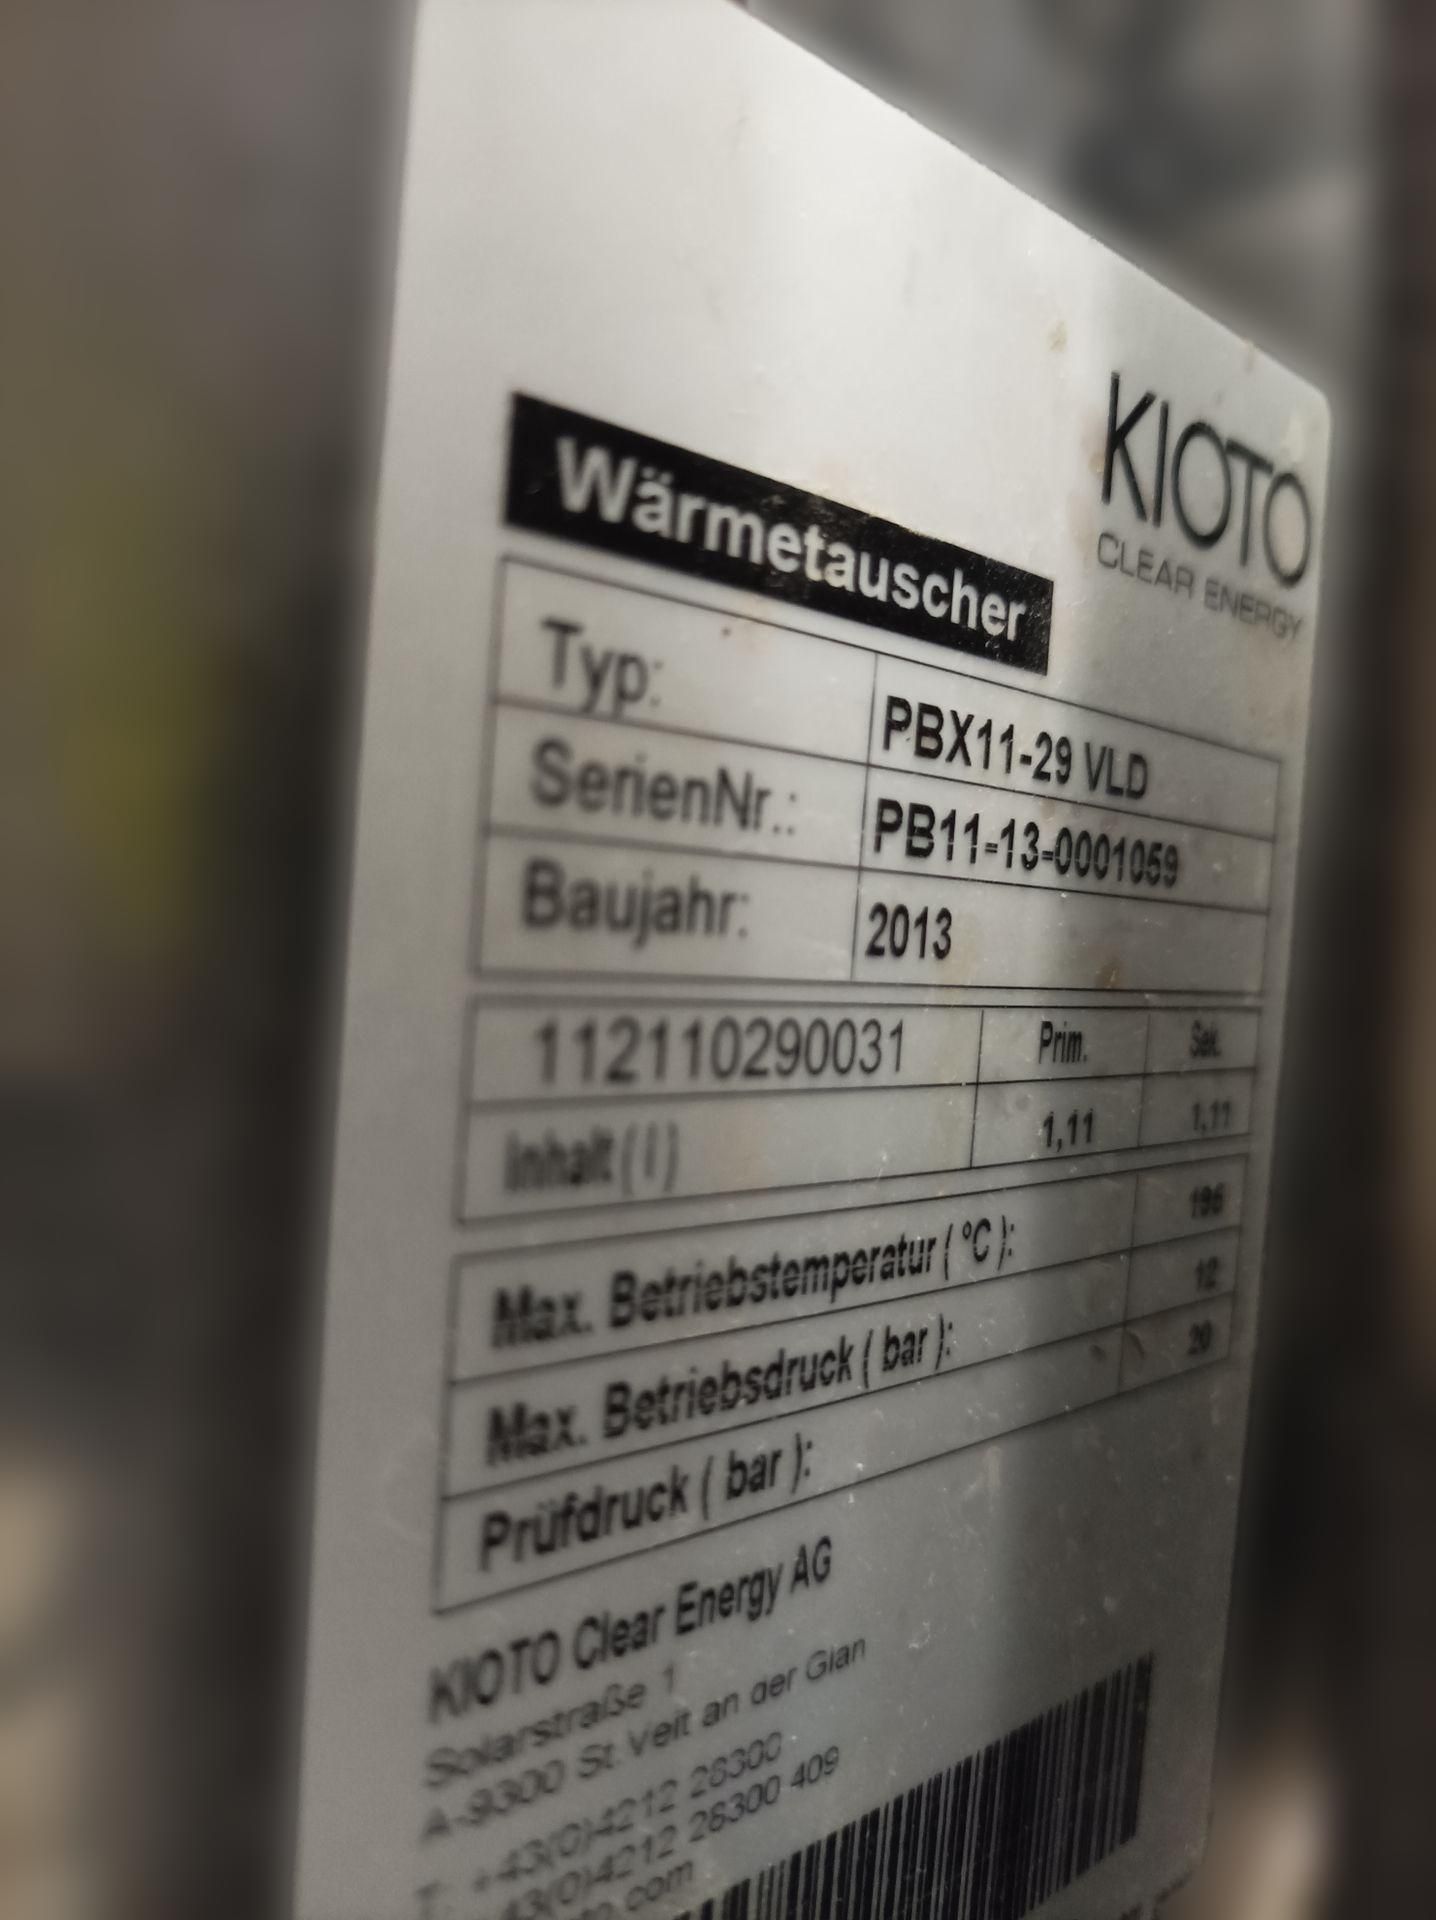 KIOTO
CLEAR ENERGY
Wärmetauscher
Typ: PBX11-29 VLD
SerienNr.: PB11-13-0001059
Baujahr: 2013
112110290031 Prim. Sek.
Inhalt ( l ) 1,11 1,11
Max. Betriebstemperatur ( °C ): 195
Max. Betriebsdruck ( bar ): 12
Prüfdruck ( bar ): 20
KIOTO Clear Energy AG
Solarstraße 1
A-9300 St. Veit an der Glan
T: +43(0)4212 28300
+43(0)4212 28300 409